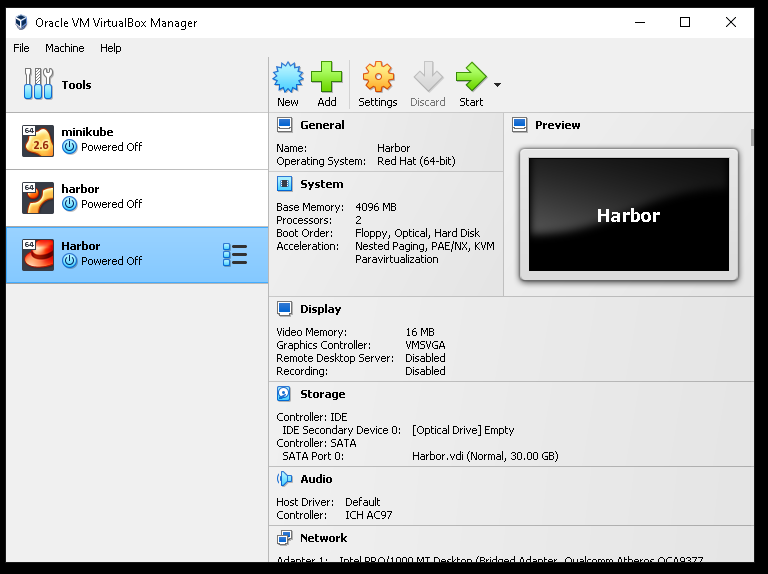 Oracle VM VirtualBox Manager
File Machine Help
Tools
New Add Settings Discard Start
64 minikube
2.6 Powered Off
64 harbor
Powered Off
64 Harbor
Powered Off
General
Name: Harbor
Operating System: Red Hat (64-bit)
System
Base Memory: 4096 MB
Processors: 2
Boot Order: Floppy, Optical, Hard Disk
Acceleration: Nested Paging, PAE/NX, KVM
Paravirtualization
Preview
Harbor
Display
Video Memory: 16 MB
Graphics Controller: VMSVGA
Remote Desktop Server: Disabled
Recording: Disabled
Storage
Controller: IDE
IDE Secondary Device 0: [Optical Drive] Empty
Controller: SATA
SATA Port 0: Harbor.vdi (Normal, 30.00 GB)
Audio
Host Driver: Default
Controller: ICH AC97
Network
Adapter 1: Intel PRO/1000 MT Desktop (Bridged Adapter, Qualcomm Atheros QCA9377